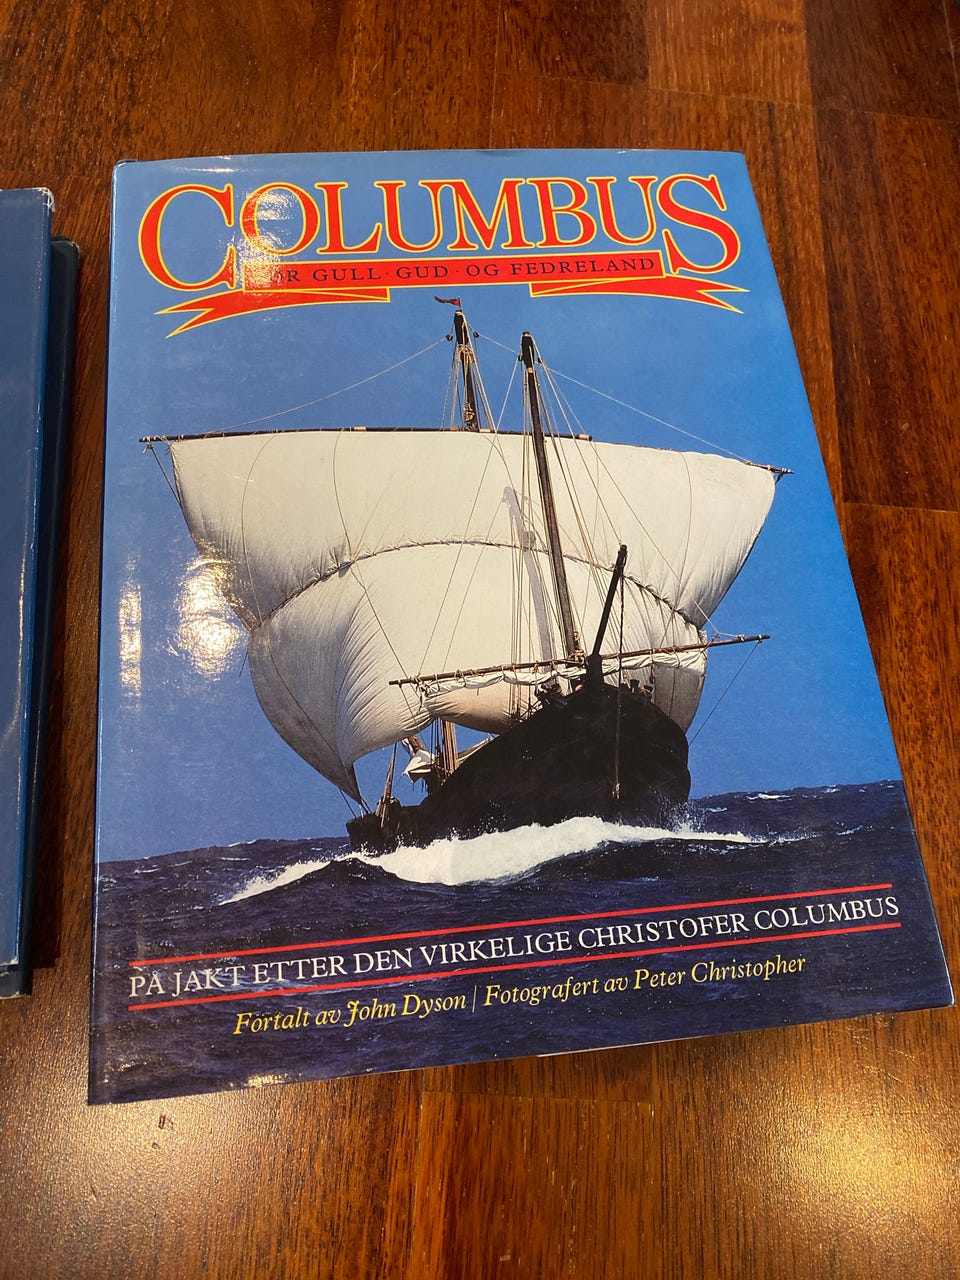 COLUMBUS
FOR GULL · GUD · OG FEDRELAND
PÅ JAKT ETTER DEN VIRKELIGE CHRISTOFER COLUMBUS
Fortalt av John Dyson | Fotografert av Peter Christopher